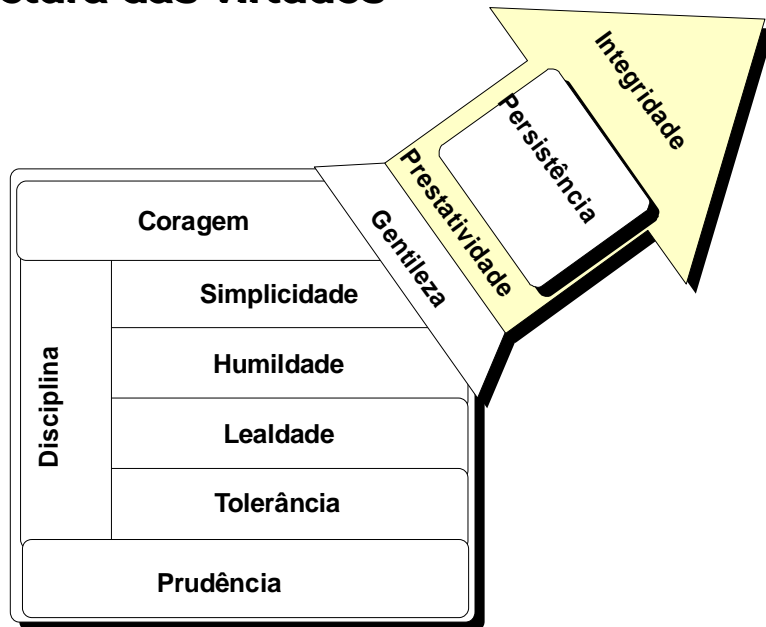 das virtudes
Integridade
Persistência
Prestatividade
Gentileza
Coragem
Simplicidade
Humildade
Disciplina
Lealdade
Tolerância
Prudência